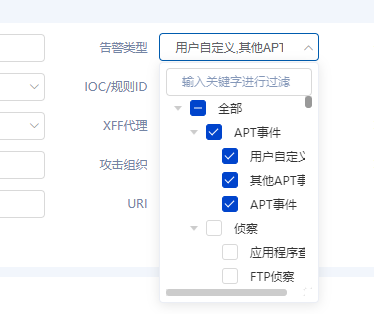 告警类型
用户自定义,其他APT
IOC/规则ID
输入关键字进行过滤
全部
XFF代理
APT事件
用户自定义
攻击组织
其他APT事
APT事件
URI
侦察
应用程序查
FTP侦察